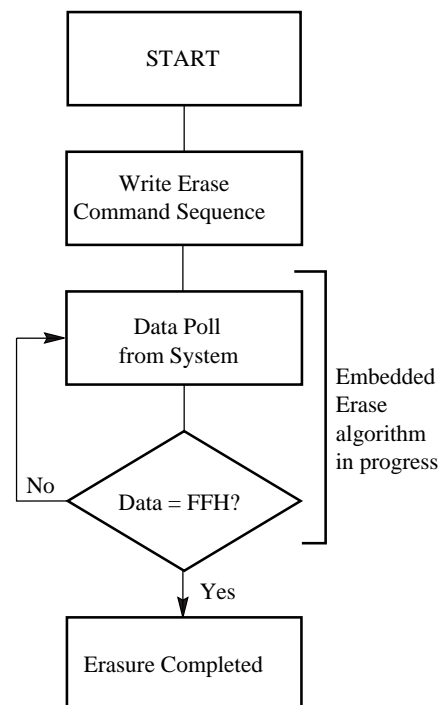 START
Write Erase
Command Sequence
Data Poll
from System
Embedded
Erase
algorithm
in progress
No
Data = FFH?
Yes
Erasure Completed